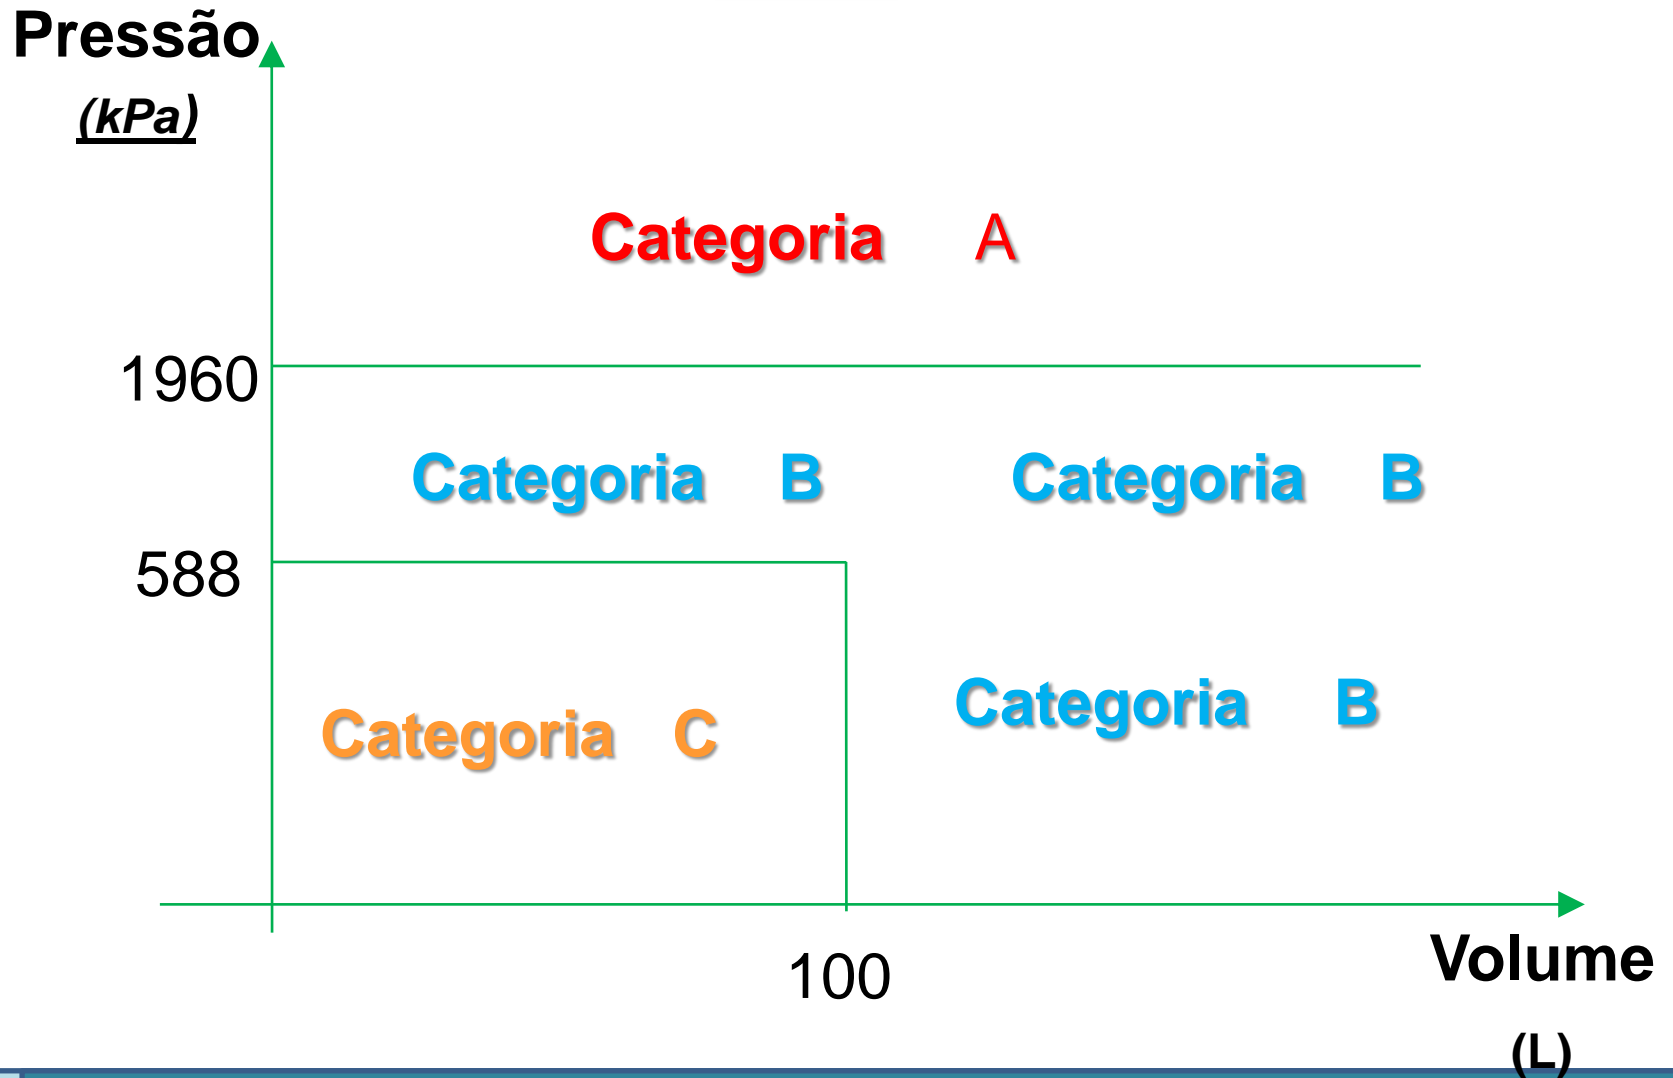 Pressão
(kPa)
Categoria A
1960
Categoria B Categoria B
588
Categoria B
Categoria C
100
Volume
(L)